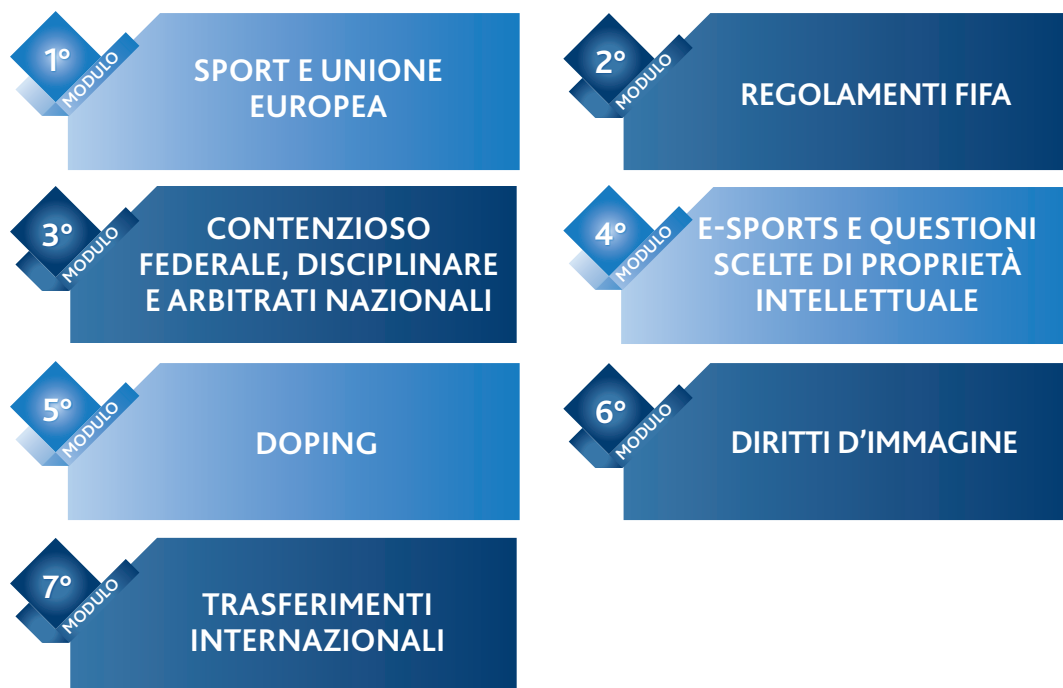 1°
MODULO
SPORT E UNIONE
EUROPEA
2°
MODULO
REGOLAMENTI FIFA
3°
MODULO
CONTENZIOSO
FEDERALE, DISCIPLINARE
E ARBITRATI NAZIONALI
4°
MODULO
E-SPORTS E QUESTIONI
SCELTE DI PROPRIETÀ
INTELLETTUALE
5°
MODULO
DOPING
6°
MODULO
DIRITTI D’IMMAGINE
7°
MODULO
TRASFERIMENTI
INTERNAZIONALI